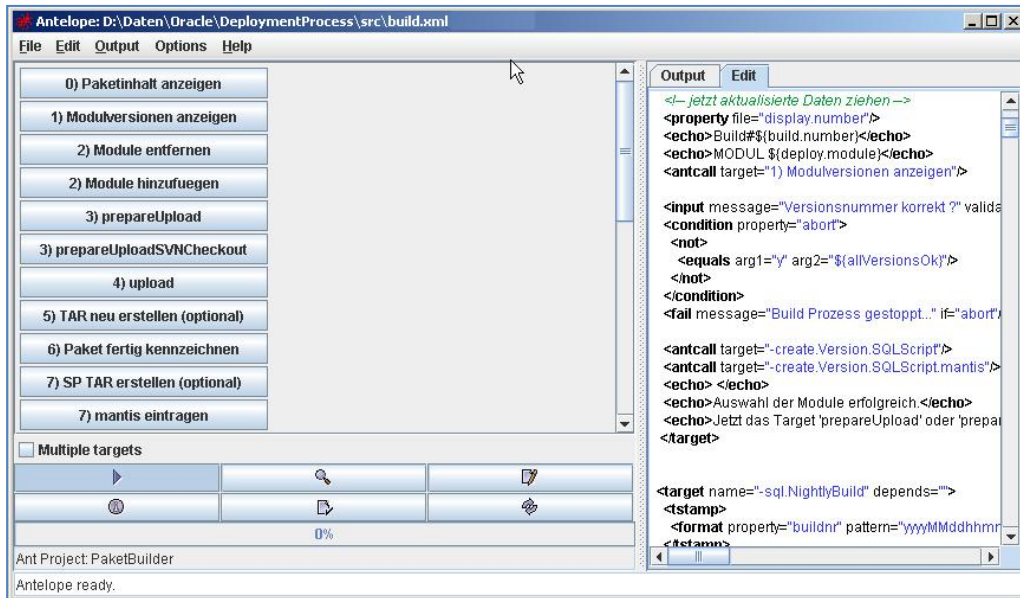 Antelope: D:\Daten\Oracle\DeploymentProcess\src\build.xml
File Edit Output Options Help
0) Paketinhalt anzeigen
1) Modulversionen anzeigen
2) Module entfernen
2) Module hinzufuegen
3) prepareUpload
3) prepareUploadSVNCheckout
4) upload
5) TAR neu erstellen (optional)
6) Paket fertig kennzeichnen
7) SP TAR erstellen (optional)
7) mantis eintragen
Multiple targets
0%
Ant Project: PaketBuilder
Antelope ready.
Output Edit
<!-- jetzt aktualisierte Daten ziehen -->
<property file="display.number"/>
<echo>Build#${build.number}</echo>
<echo>MODUL ${deploy.module}</echo>
<antcall target="1) Modulversionen anzeigen"/>
<input message="Versionsnummer korrekt ?" valida
<condition property="abort">
<not>
<equals arg1="y" arg2="${allVersionsOk}"/>
</not>
</condition>
<fail message="Build Prozess gestoppt..." if="abort"/
<antcall target="-create.Version.SQLScript"/>
<antcall target="-create.Version.SQLScript.mantis"/>
<echo> </echo>
<echo>Auswahl der Module erfolgreich.</echo>
<echo>Jetzt das Target 'prepareUpload' oder 'prepar
</target>
<target name="-sql.NightlyBuild" depends="">
<tstamp>
<format property="buildnr" pattern="yyyyMMddhhmm
</tstamp>